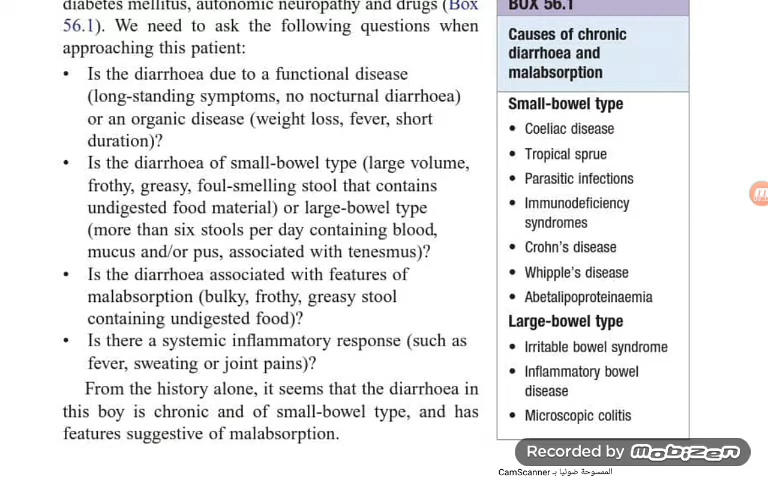 diabetes mellitus, autonomic neuropathy and drugs (Box
56.1). We need to ask the following questions when
approaching this patient:
• Is the diarrhoea due to a functional disease
(long-standing symptoms, no nocturnal diarrhoea)
or an organic disease (weight loss, fever, short
duration)?
• Is the diarrhoea of small-bowel type (large volume,
frothy, greasy, foul-smelling stool that contains
undigested food material) or large-bowel type
(more than six stools per day containing blood,
mucus and/or pus, associated with tenesmus)?
• Is the diarrhoea associated with features of
malabsorption (bulky, frothy, greasy stool
containing undigested food)?
• Is there a systemic inflammatory response (such as
fever, sweating or joint pains)?
From the history alone, it seems that the diarrhoea in
this boy is chronic and of small-bowel type, and has
features suggestive of malabsorption.
BOX 56.1
Causes of chronic
diarrhoea and
malabsorption
Small-bowel type
• Coeliac disease
• Tropical sprue
• Parasitic infections
• Immunodeficiency
syndromes
• Crohn's disease
• Whipple's disease
• Abetalipoproteinaemia
Large-bowel type
• Irritable bowel syndrome
• Inflammatory bowel
disease
• Microscopic colitis
Recorded by mobizen
الممسوحة ضوئيا بـ CamScanner